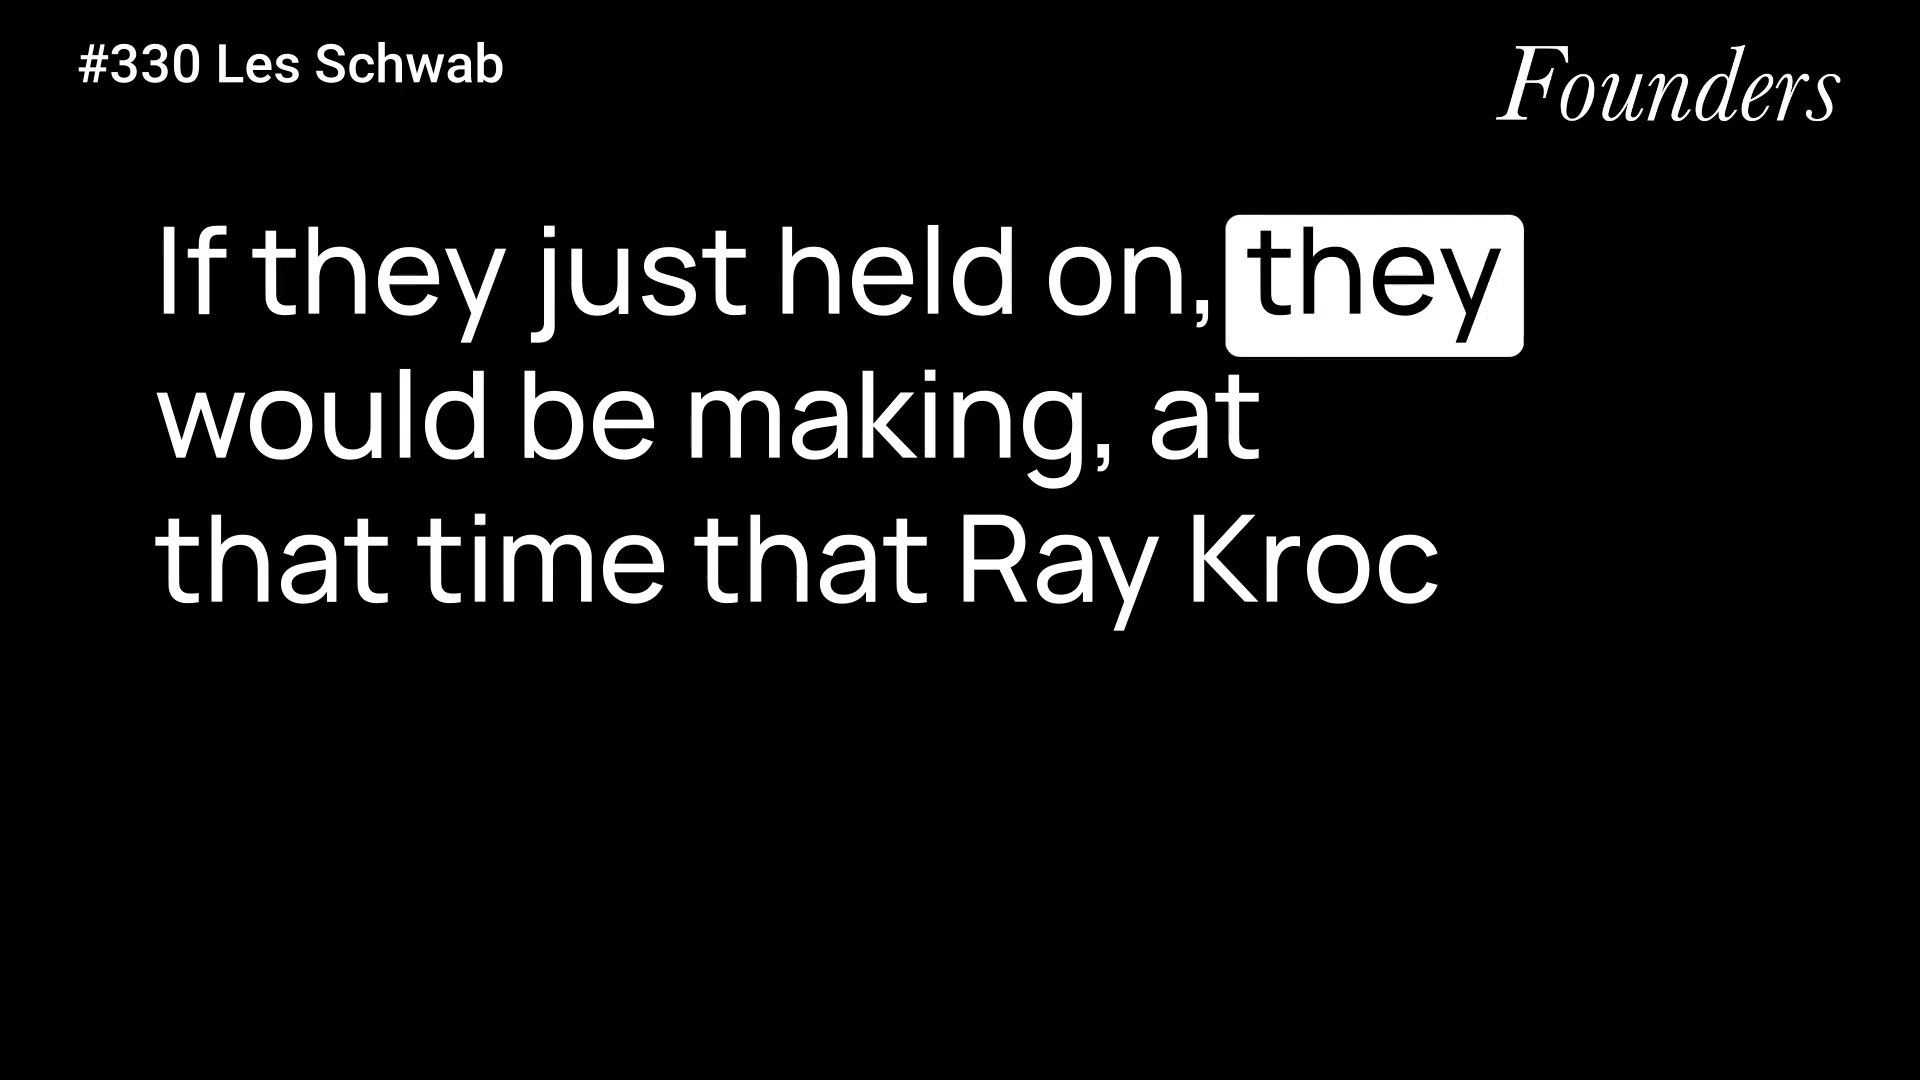 #330 Les Schwab
Founders
If they just held on, they
would be making, at
that time that Ray Kroc